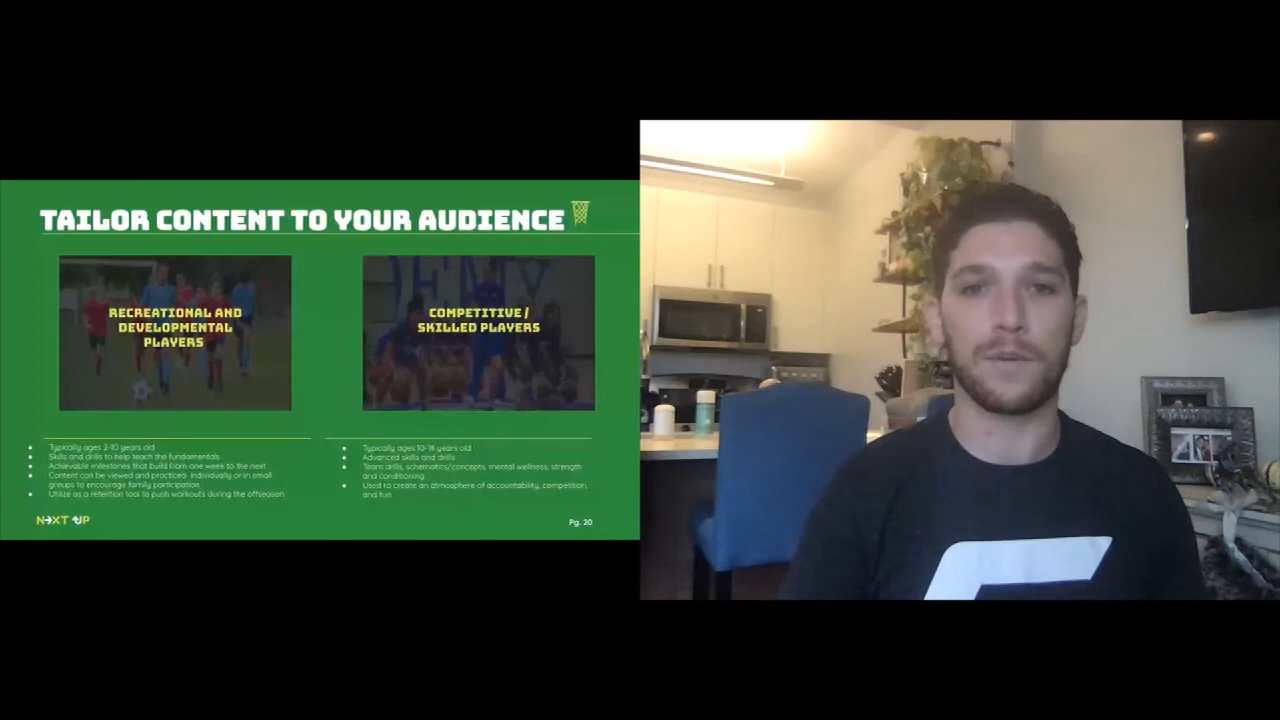 TAILOR CONTENT TO YOUR AUDIENCE
RECREATIONAL AND
DEVELOPMENTAL
PLAYERS
COMPETITIVE /
SKILLED PLAYERS
Typically ages 2-10 years old
Skills and drills to help teach the fundamentals
Achievable milestones that build from one week to the next
Content can be viewed and practiced individually or in small
groups to encourage family participation
Utilize as a retention tool to push workouts during the offseason
Typically ages 10-18 years old
Advanced skills and drills
Team drills, schematics/concepts, mental wellness, strength
and conditioning
Used to create an atmosphere of accountability, competition,
and fun
NEXT UP
Pg. 20